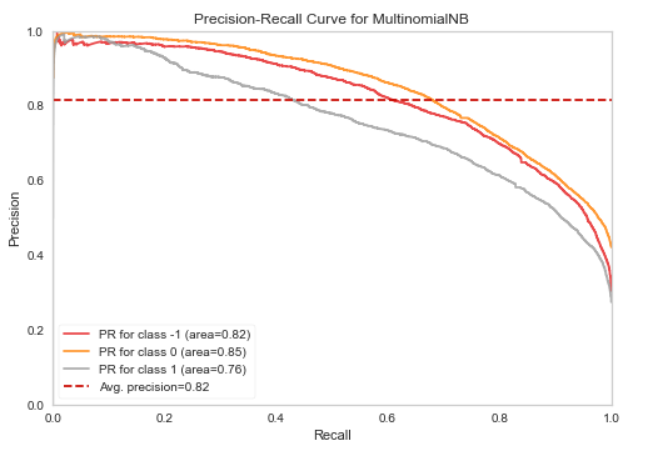 Precision-Recall Curve for MultinomialNB
1.0
0.8
0.6
0.4
0.2
0.0
Precision
PR for class -1 (area=0.82)
PR for class 0 (area=0.85)
PR for class 1 (area=0.76)
Avg. precision=0.82
0.0 0.2 0.4 0.6 0.8 1.0
Recall